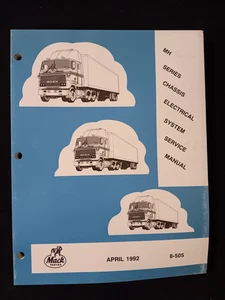 MH
SERIES
CHASSIS
ELECTRICAL
SYSTEM
SERVICE
MANUAL
Mack
TRUCKS
APRIL 1992
8-505